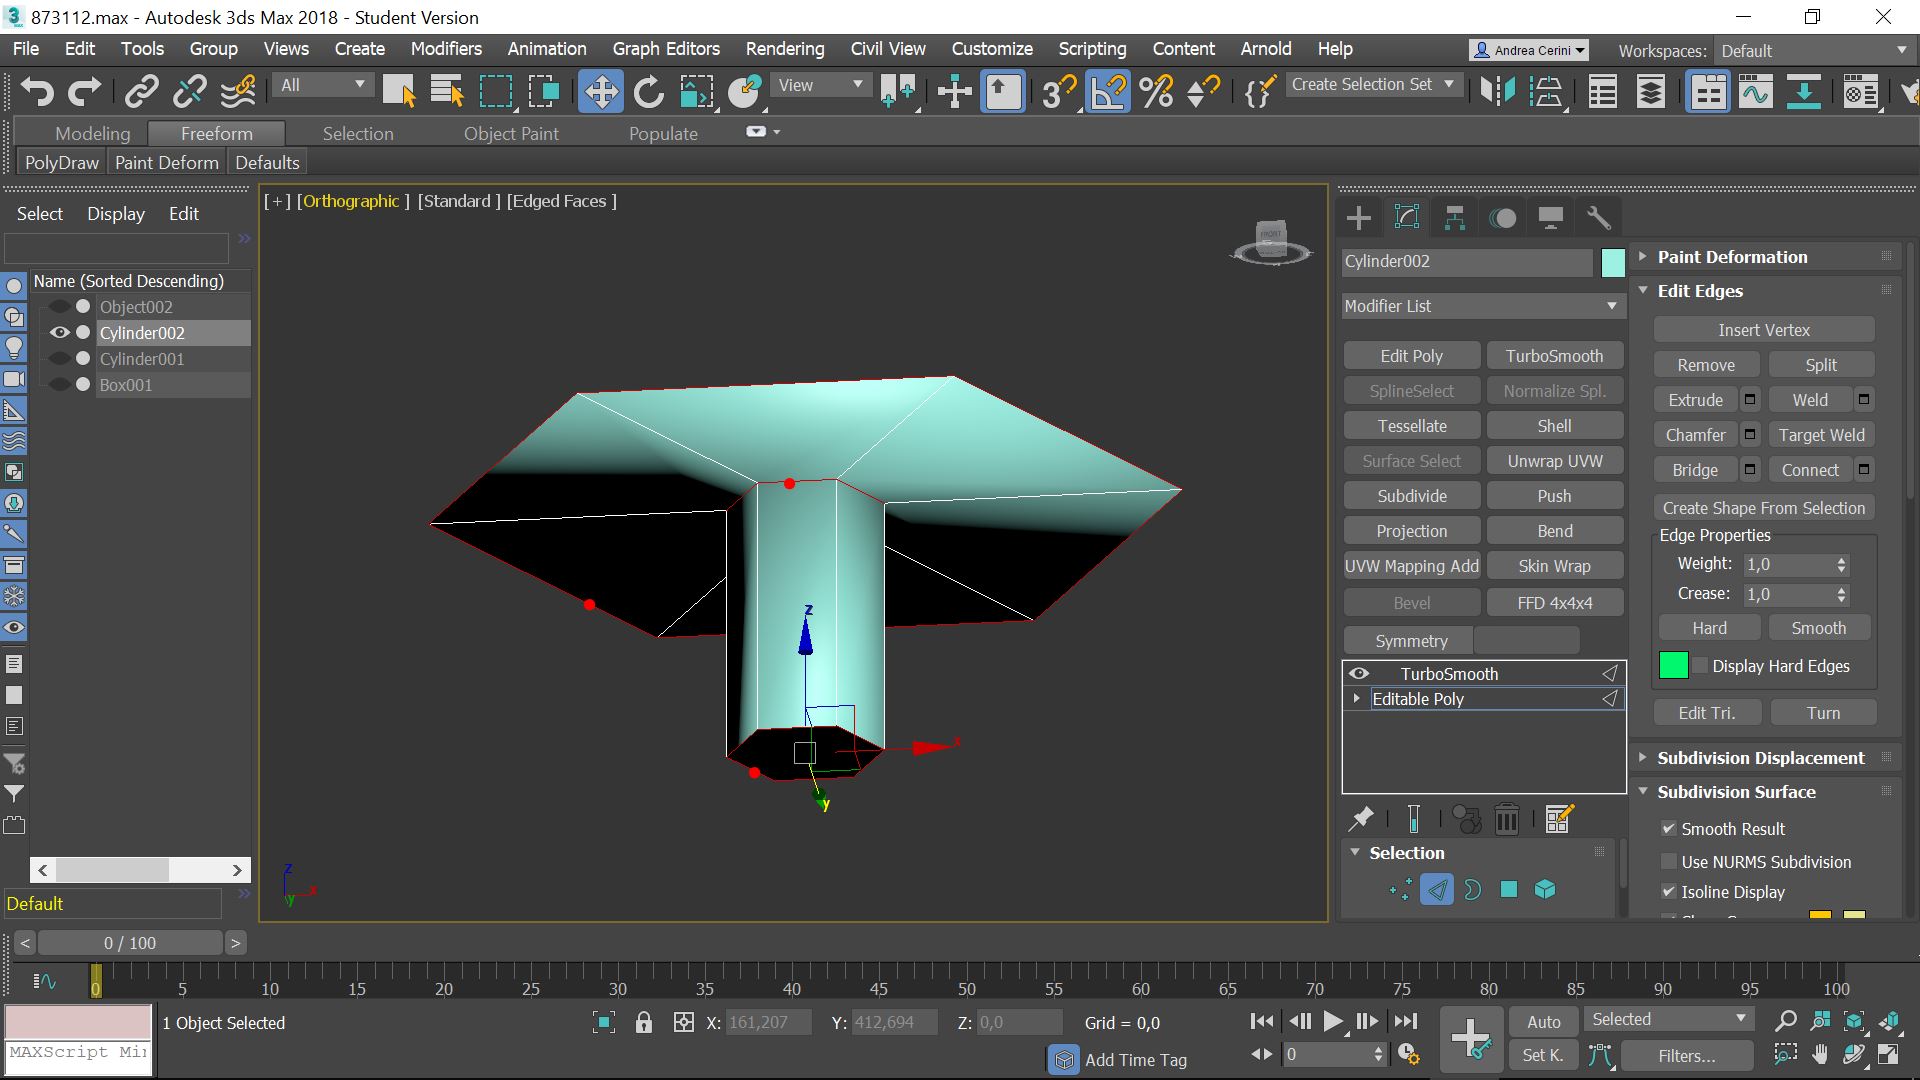 873112.max - Autodesk 3ds Max 2018 - Student Version
File Edit Tools Group Views Create Modifiers Animation Graph Editors Rendering Civil View Customize Scripting Content Arnold Help
Andrea Cerini
Workspaces: Default
All
View
Create Selection Set
Modeling Freeform Selection Object Paint Populate
PolyDraw Paint Deform Defaults
Select Display Edit
Name (Sorted Descending)
Object002
Cylinder002
Cylinder001
Box001
Default
[ + ] [Orthographic ] [Standard ] [Edged Faces ]
FRONT
z
x
y
z
x
y
Cylinder002
Modifier List
Edit Poly TurboSmooth
SplineSelect Normalize Spl.
Tessellate Shell
Surface Select Unwrap UVW
Subdivide Push
Projection Bend
UVW Mapping Add Skin Wrap
Bevel FFD 4x4x4
Symmetry
TurboSmooth
Editable Poly
Selection
Paint Deformation
Edit Edges
Insert Vertex
Remove Split
Extrude Weld
Chamfer Target Weld
Bridge Connect
Create Shape From Selection
Edge Properties
Weight: 1,0
Crease: 1,0
Hard Smooth
Display Hard Edges
Edit Tri. Turn
Subdivision Displacement
Subdivision Surface
Smooth Result
Use NURMS Subdivision
Isoline Display
< 0 / 100 >
0 5 10 15 20 25 30 35 40 45 50 55 60 65 70 75 80 85 90 95 100
1 Object Selected
X: 161,207 Y: 412,694 Z: 0,0 Grid = 0,0
MAXScript Mi
Add Time Tag
0
Auto Selected
Set K. Filters...